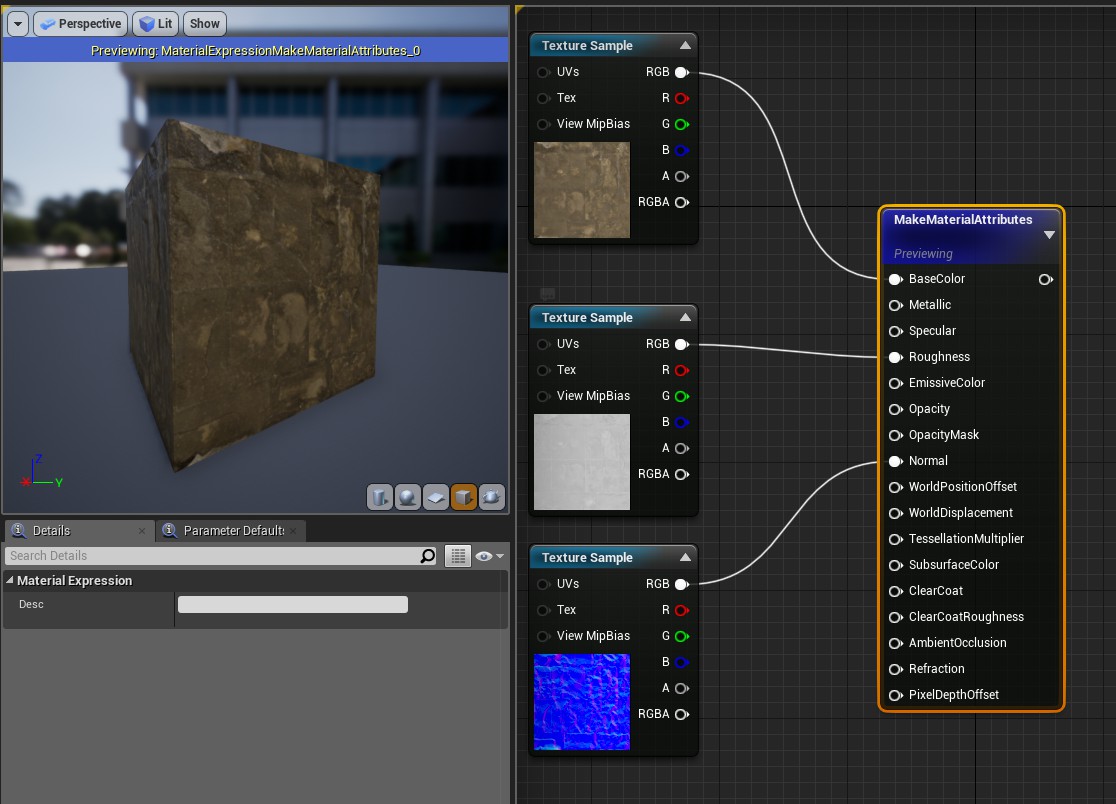 Perspective
Lit
Show
Previewing: MaterialExpressionMakeMaterialAttributes_0
Z
Y
Details
Parameter Default
Search Details
Material Expression
Desc
Texture Sample
UVs RGB
Tex R
View MipBias G
B
A
RGBA
Texture Sample
UVs RGB
Tex R
View MipBias G
B
A
RGBA
Texture Sample
UVs RGB
Tex R
View MipBias G
B
A
RGBA
MakeMaterialAttributes
Previewing
BaseColor
Metallic
Specular
Roughness
EmissiveColor
Opacity
OpacityMask
Normal
WorldPositionOffset
WorldDisplacement
TessellationMultiplier
SubsurfaceColor
ClearCoat
ClearCoatRoughness
AmbientOcclusion
Refraction
PixelDepthOffset